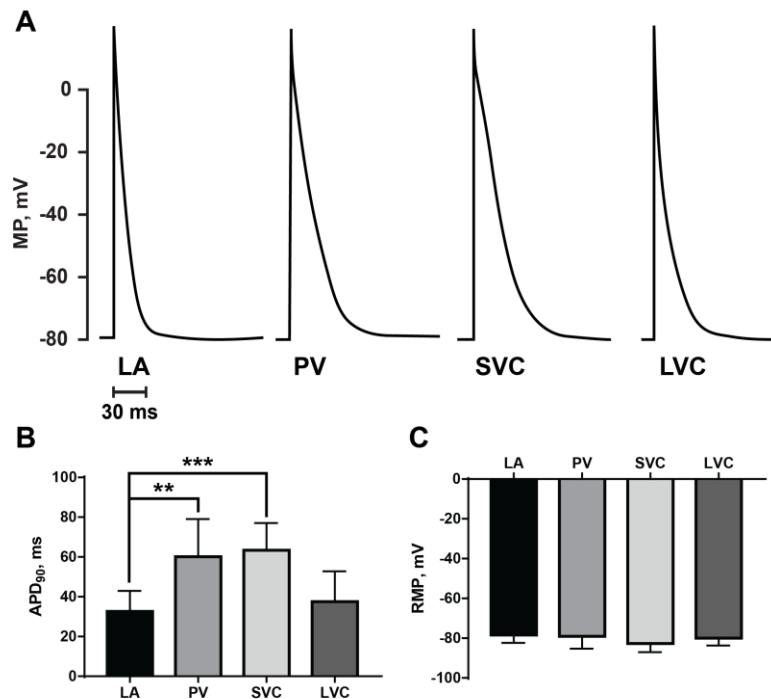 A
MP, mV
0
-20
-40
-60
-80
LA PV SVC LVC
30 ms
B
APD90, ms
100
80
60
40
20
0
***
**
LA PV SVC LVC
C
LA PV SVC LVC
RMP, mV
0
-20
-40
-60
-80
-100